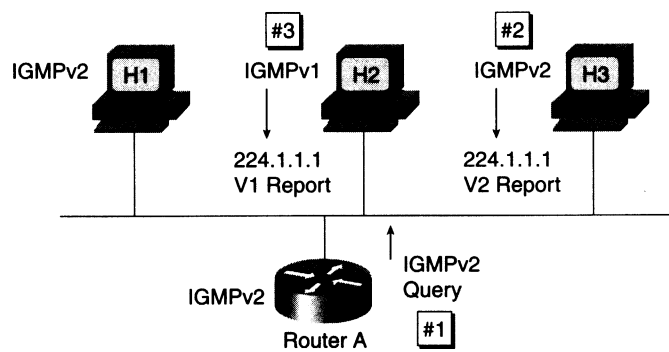 #3
#2
IGMPv2
H1
IGMPv1
H2
IGMPv2
H3
224.1.1.1
V1 Report
224.1.1.1
V2 Report
IGMPv2
Router A
IGMPv2
Query
#1